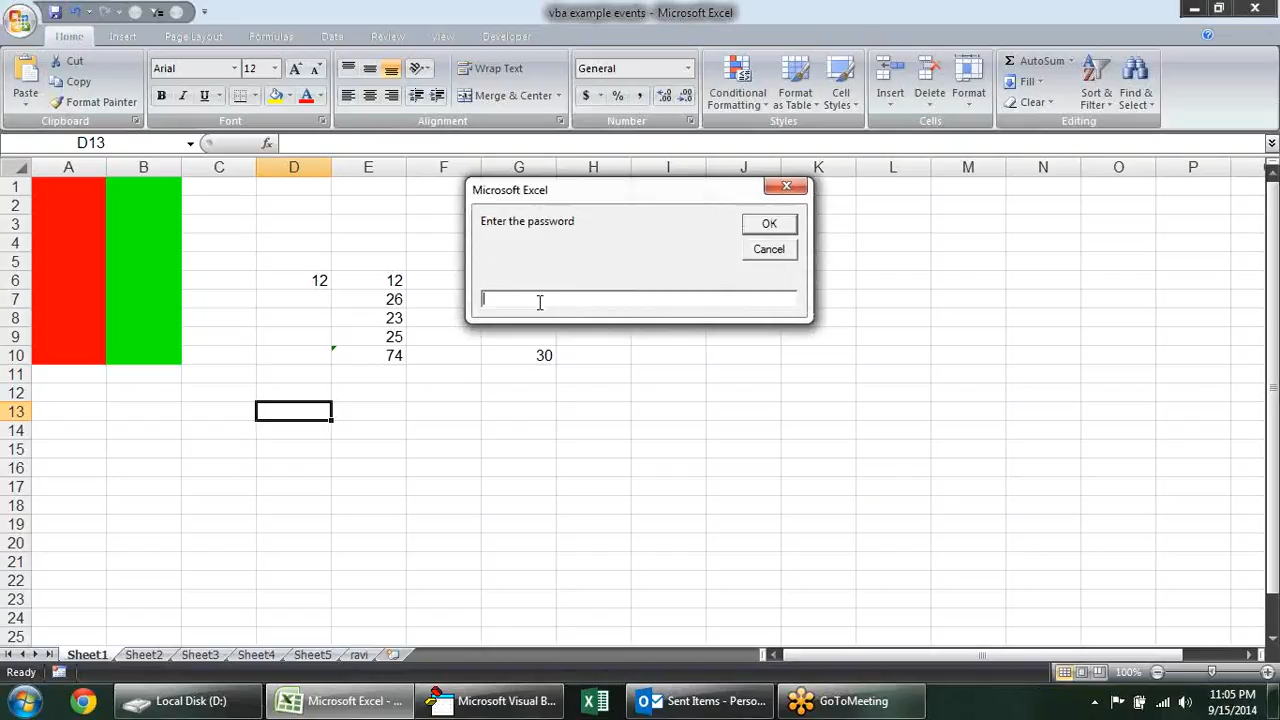 vba example events - Microsoft Excel
Home Insert Page Layout Formulas Data Review View Developer
Paste Cut Copy Format Painter
Arial 12
B I U A
Wrap Text
Merge & Center
General
$ % ,
Conditional Formatting Format as Table Cell Styles
Insert Delete Format
Σ AutoSum Fill Clear
Sort & Filter Find & Select
Clipboard Font Alignment Number Styles Cells Editing
D13 fx
A B C D E F G H I J K L M N O P
Microsoft Excel
Enter the password
OK
Cancel
1
2
3
4
5
6 12 12
7 26
8 23
9 25
10 74 30
11
12
13
14
15
16
17
18
19
20
21
22
23
24
25
Sheet1 Sheet2 Sheet3 Sheet4 Sheet5 ravi
Ready 100%
Local Disk (D:) Microsoft Excel - ... Microsoft Visual B... Sent Items - Perso... GoToMeeting
11:05 PM
9/15/2014